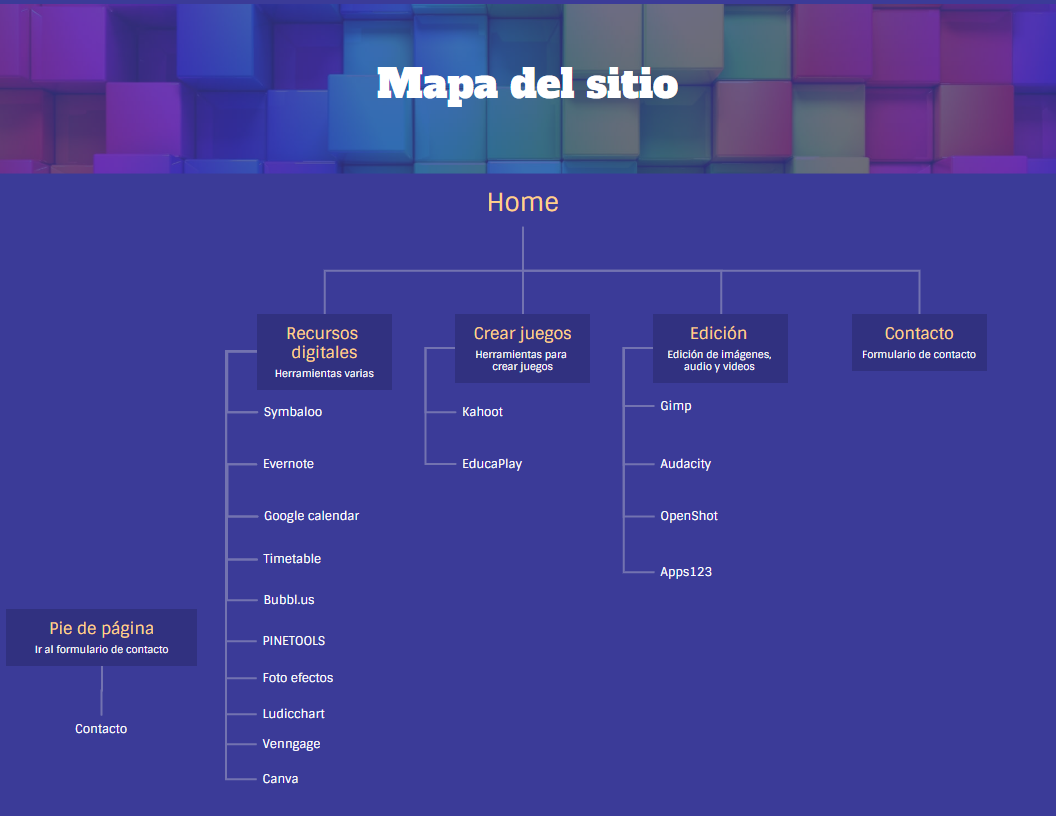 Mapa del sitio
Home
Recursos
digitales
Herramientas varias
Symbaloo
Evernote
Google calendar
Timetable
Bubbl.us
PINETOOLS
Foto efectos
Ludicchart
Venngage
Canva
Crear juegos
Herramientas para
crear juegos
Kahoot
EducaPlay
Edición
Edición de imágenes,
audio y videos
Gimp
Audacity
OpenShot
Apps123
Contacto
Formulario de contacto
Pie de página
Ir al formulario de contacto
Contacto